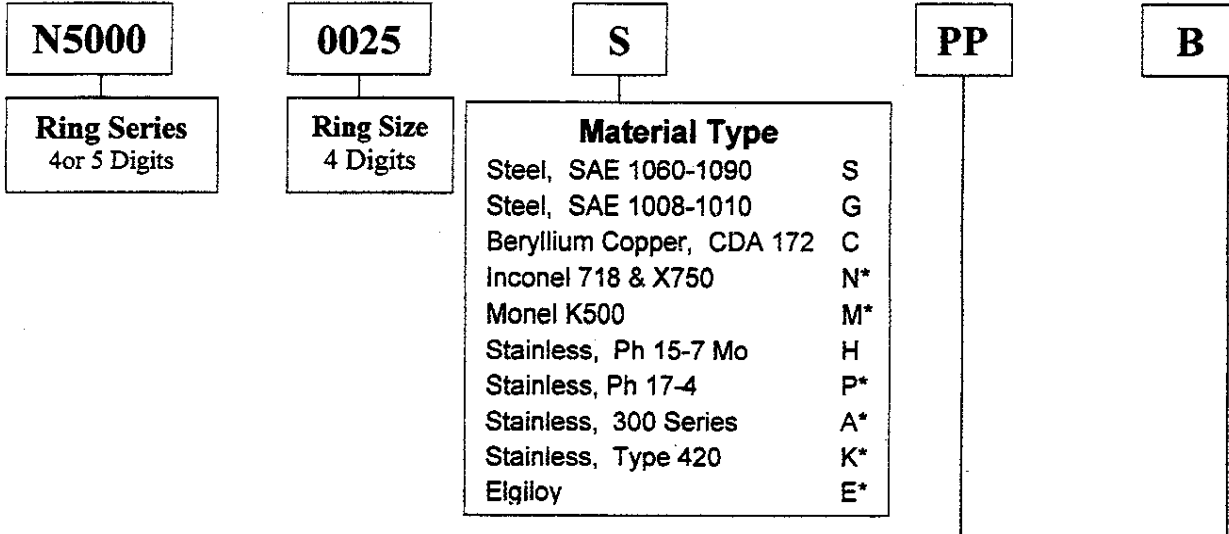 N5000 0025 S PP B
Ring Series
4or 5 Digits
Ring Size
4 Digits
Material Type
Steel, SAE 1060-1090 S
Steel, SAE 1008-1010 G
Beryllium Copper, CDA 172 C
Inconel 718 & X750 N*
Monel K500 M*
Stainless, Ph 15-7 Mo H
Stainless, Ph 17-4 P*
Stainless, 300 Series A*
Stainless, Type 420 K*
Elgiloy E*